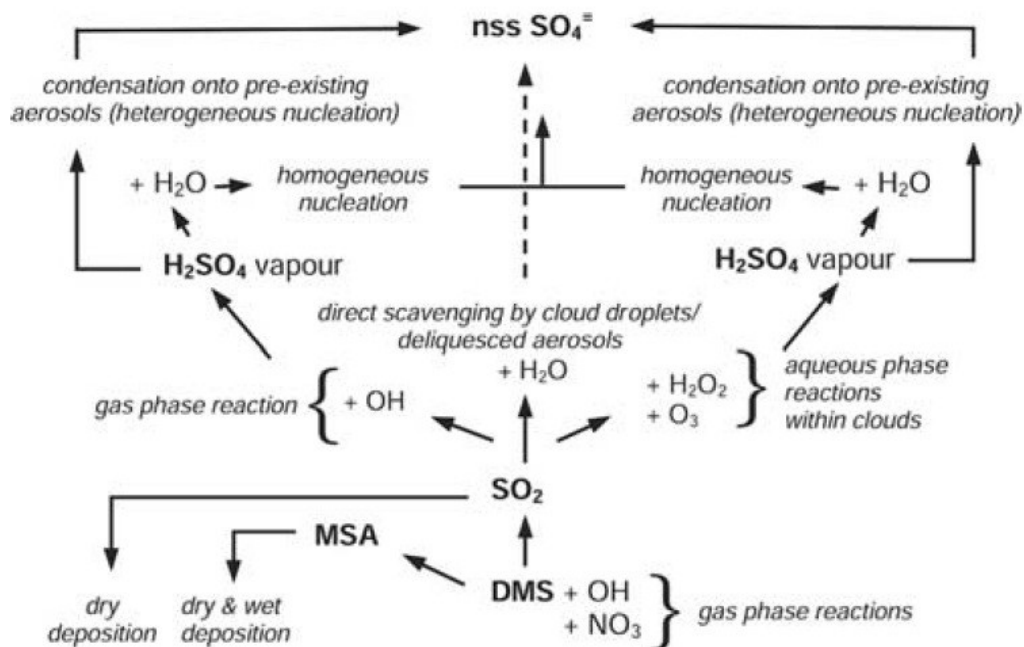 nss SO₄⁼
condensation onto pre-existing
aerosols (heterogeneous nucleation)
condensation onto pre-existing
aerosols (heterogeneous nucleation)
+ H₂O
homogeneous
nucleation
homogeneous
nucleation
+ H₂O
H₂SO₄ vapour
H₂SO₄ vapour
direct scavenging by cloud droplets/
deliquesced aerosols
+ H₂O
gas phase reaction
+ OH
+ H₂O₂
+ O₃
aqueous phase
reactions
within clouds
SO₂
MSA
DMS + OH
+ NO₃
gas phase reactions
dry
deposition
dry & wet
deposition